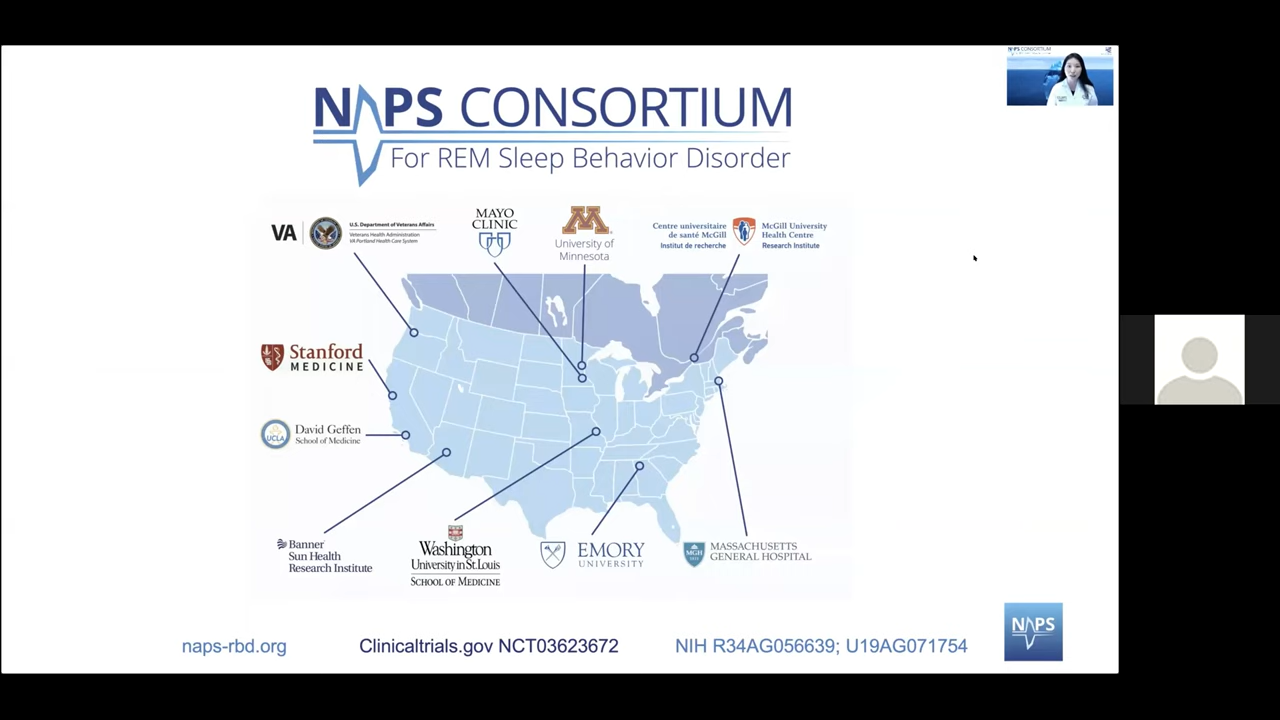 NAPS CONSORTIUM
For REM Sleep Behavior Disorder
VA
U.S. Department of Veterans Affairs
Veterans Health Administration
VA Portland Health Care System
MAYO
CLINIC
University of
Minnesota
Centre universitaire
de santé McGill
Institut de recherche
McGill University
Health Centre
Research Institute
Stanford
MEDICINE
UCLA
David Geffen
School of Medicine
Banner
Sun Health
Research Institute
Washington
University in St. Louis
SCHOOL OF MEDICINE
EMORY
UNIVERSITY
MGH
MASSACHUSETTS
GENERAL HOSPITAL
naps-rbd.org
Clinicaltrials.gov NCT03623672
NIH R34AG056639; U19AG071754
NAPS